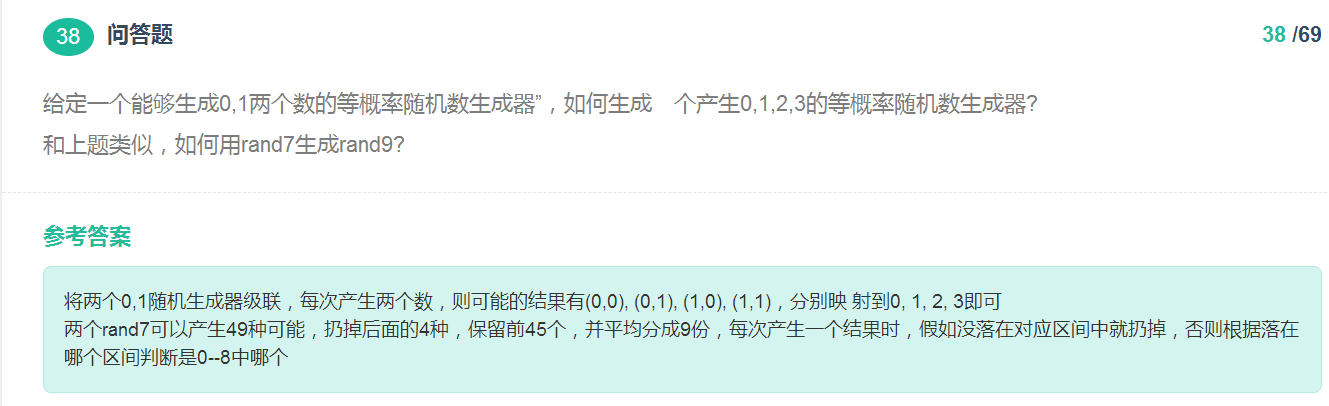 38 问答题 38 /69
给定一个能够生成0,1两个数的等概率随机数生成器”，如何生成　个产生0,1,2,3的等概率随机数生成器?
和上题类似，如何用rand7生成rand9?
参考答案
将两个0,1随机生成器级联，每次产生两个数，则可能的结果有(0,0), (0,1), (1,0), (1,1)，分别映 射到0, 1, 2, 3即可
两个rand7可以产生49种可能，扔掉后面的4种，保留前45个，并平均分成9份，每次产生一个结果时，假如没落在对应区间中就扔掉，否则根据落在
哪个区间判断是0--8中哪个